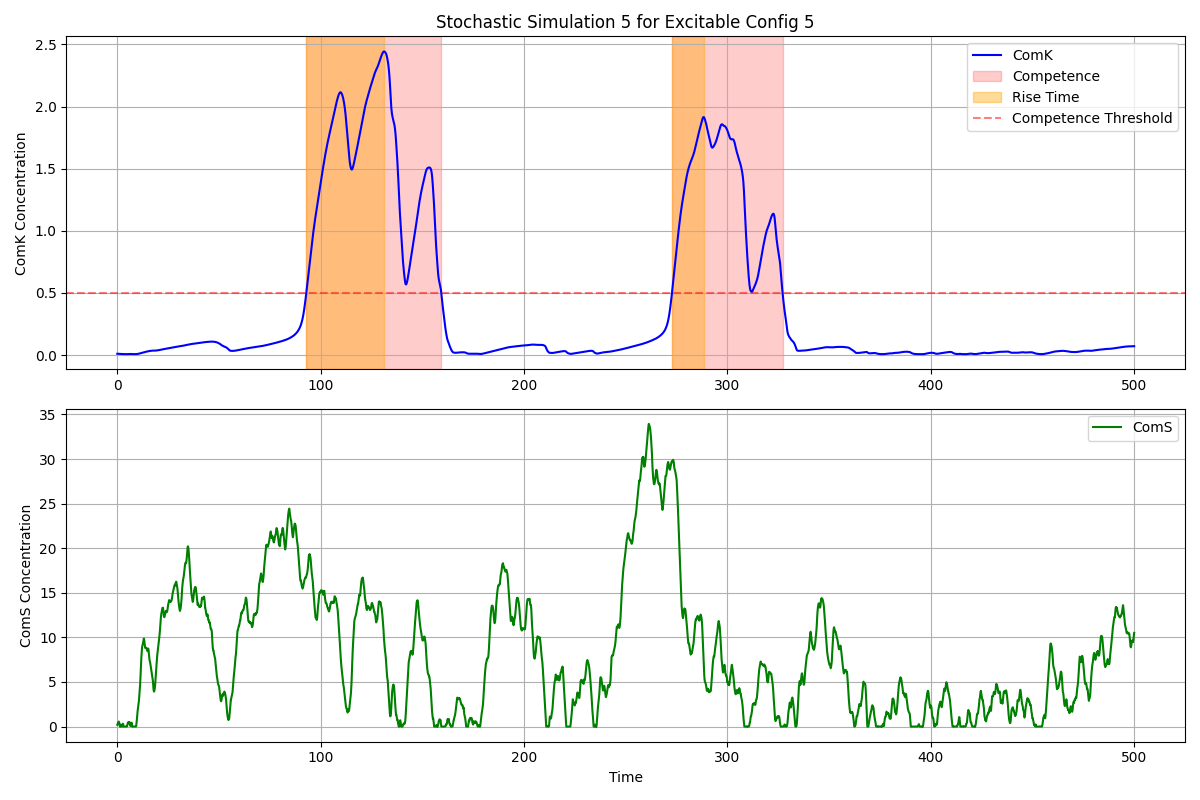 Stochastic Simulation 5 for Excitable Config 5
ComK Concentration
2.5
2.0
1.5
1.0
0.5
0.0
ComK
Competence
Rise Time
Competence Threshold
0 100 200 300 400 500
ComS Concentration
35
30
25
20
15
10
5
0
ComS
0 100 200 300 400 500
Time